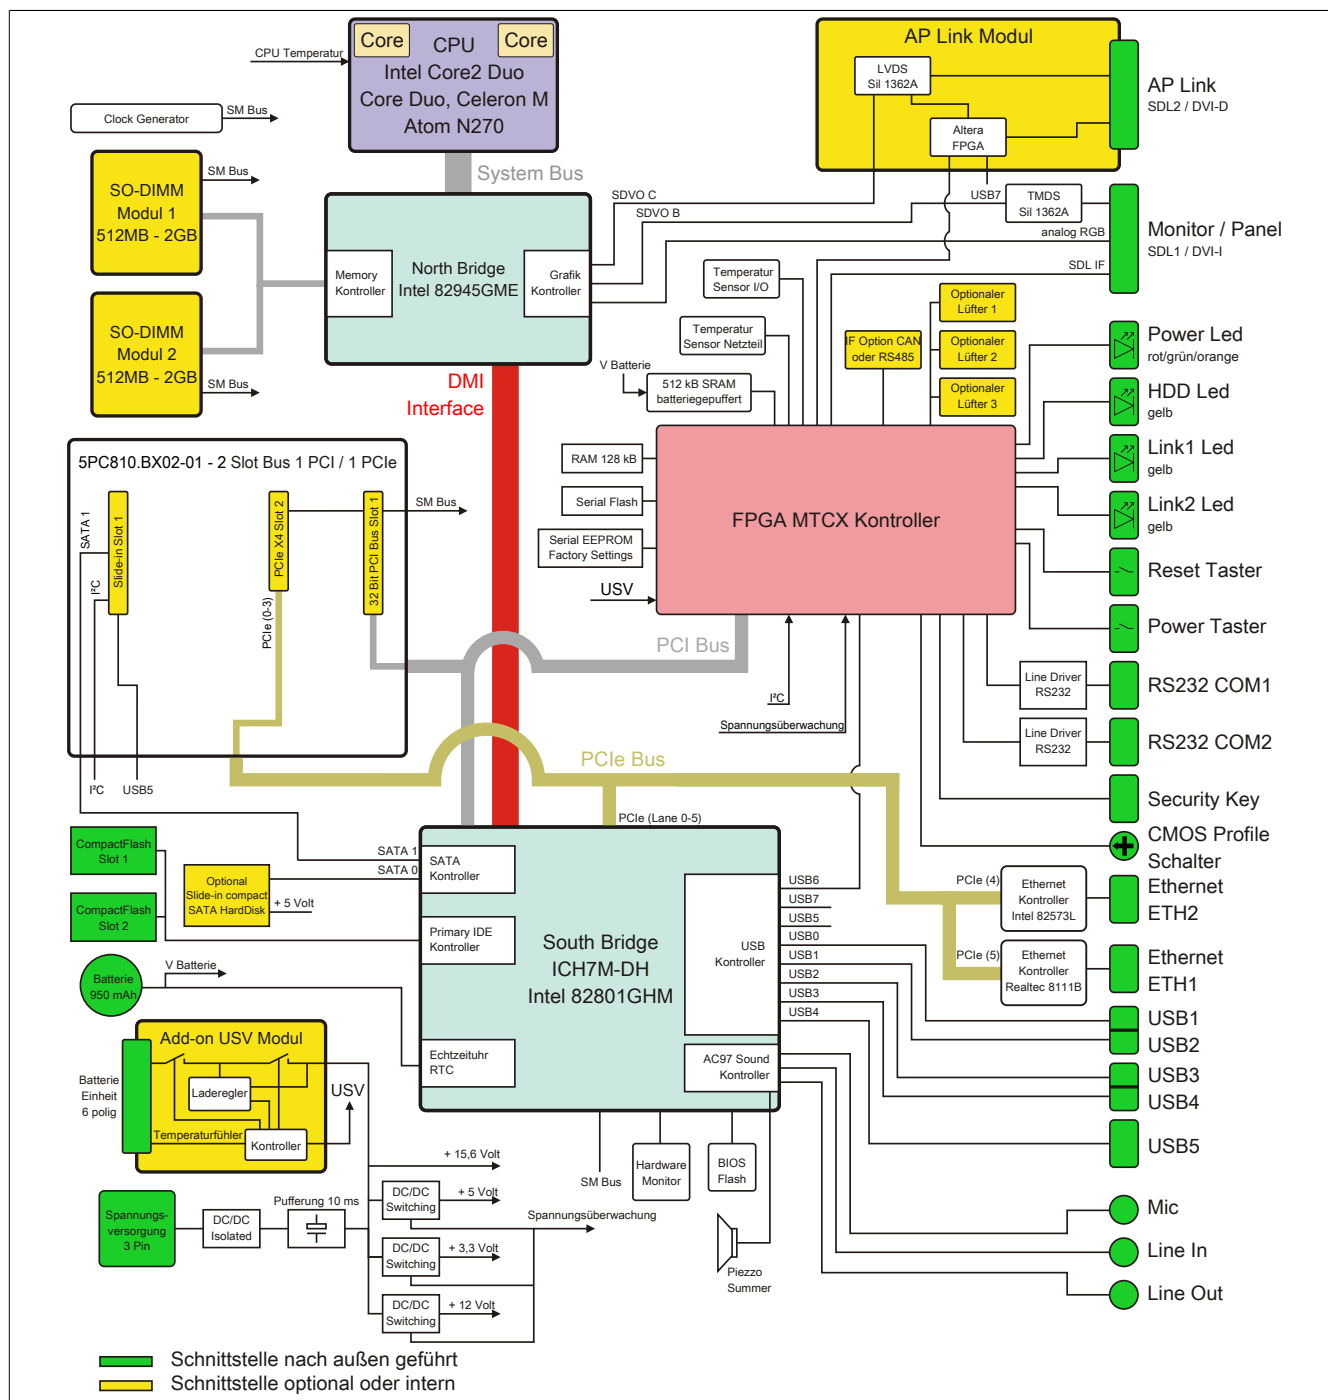 Core
CPU
Core
Intel Core2 Duo
Core Duo, Celeron M
Atom N270
CPU Temperatur
Clock Generator
SM Bus
SO-DIMM
Modul 1
512MB - 2GB
SM Bus
SO-DIMM
Modul 2
512MB - 2GB
SM Bus
System Bus
Memory
Kontroller
North Bridge
Intel 82945GME
Grafik
Kontroller
SDVO C
SDVO B
AP Link Modul
LVDS
Sil 1362A
Altera
FPGA
AP Link
SDL2 / DVI-D
USB7
TMDS
Sil 1362A
analog RGB
SDL IF
Monitor / Panel
SDL1 / DVI-I
Temperatur
Sensor I/O
Temperatur
Sensor Netzteil
V Batterie
512 kB SRAM
batteriegepuffert
IF Option CAN
oder RS485
Optionaler
Lüfter 1
Optionaler
Lüfter 2
Optionaler
Lüfter 3
Power Led
rot/grün/orange
HDD Led
gelb
Link1 Led
gelb
Link2 Led
gelb
Reset Taster
Power Taster
DMI
Interface
5PC810.BX02-01 - 2 Slot Bus 1 PCI / 1 PCIe
SATA 1
I²C
Slide-in Slot 1
PCIe X4 Slot 2
PCIe (0-3)
32 Bit PCI Bus Slot 1
SM Bus
I²C
USB5
RAM 128 kB
Serial Flash
Serial EEPROM
Factory Settings
USV
FPGA MTCX Kontroller
PCI Bus
I²C
Spannungsüberwachung
Line Driver
RS232
RS232 COM1
Line Driver
RS232
RS232 COM2
Security Key
CMOS Profile
Schalter
PCIe Bus
PCIe (Lane 0-5)
PCIe (4)
Ethernet
Kontroller
Intel 82573L
Ethernet
ETH2
PCIe (5)
Ethernet
Kontroller
Realtec 8111B
Ethernet
ETH1
CompactFlash
Slot 1
CompactFlash
Slot 2
Optional
Slide-in compact
SATA HardDisk
+ 5 Volt
SATA 1
SATA 0
SATA
Kontroller
Primary IDE
Kontroller
South Bridge
ICH7M-DH
Intel 82801GHM
USB
Kontroller
USB6
USB7
USB5
USB0
USB1
USB2
USB3
USB4
USB1
USB2
USB3
USB4
USB5
Batterie
950 mAh
V Batterie
Echtzeituhr
RTC
AC97 Sound
Kontroller
Add-on USV Modul
Batterie
Einheit
6 polig
Laderegler
Temperaturfühler
Kontroller
USV
SM Bus
Hardware
Monitor
BIOS
Flash
Piezzo
Summer
Mic
Line In
Line Out
Spannungs-
versorgung
3 Pin
DC/DC
Isolated
Pufferung 10 ms
+ 15,6 Volt
DC/DC
Switching
+ 5 Volt
Spannungsüberwachung
DC/DC
Switching
+ 3,3 Volt
DC/DC
Switching
+ 12 Volt
Schnittstelle nach außen geführt
Schnittstelle optional oder intern